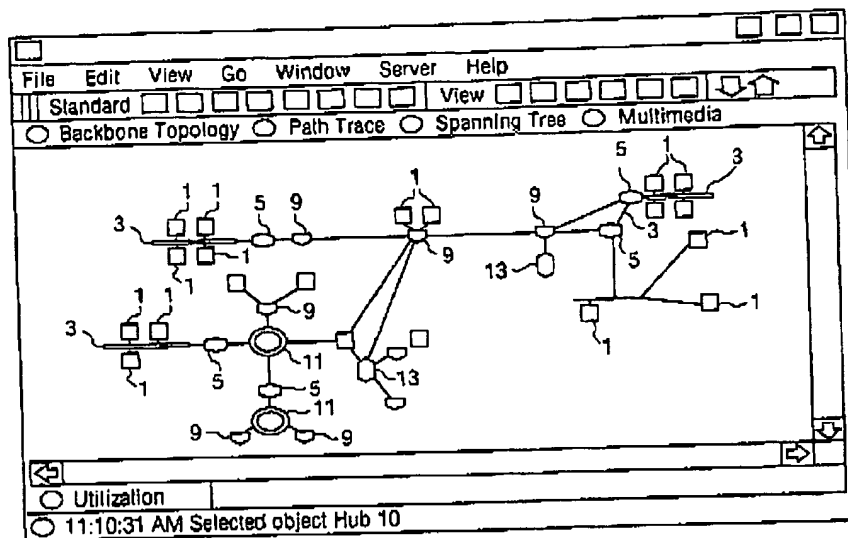 File Edit View Go Window Server Help
Standard View
Backbone Topology Path Trace Spanning Tree Multimedia
1 1 5 9 1 9 5 1 3
3 1 9 13 3 5 1
1 1
3 1 1 9 1
1 5 11 13 1
5
11
9 9
Utilization
11:10:31 AM Selected object Hub 10